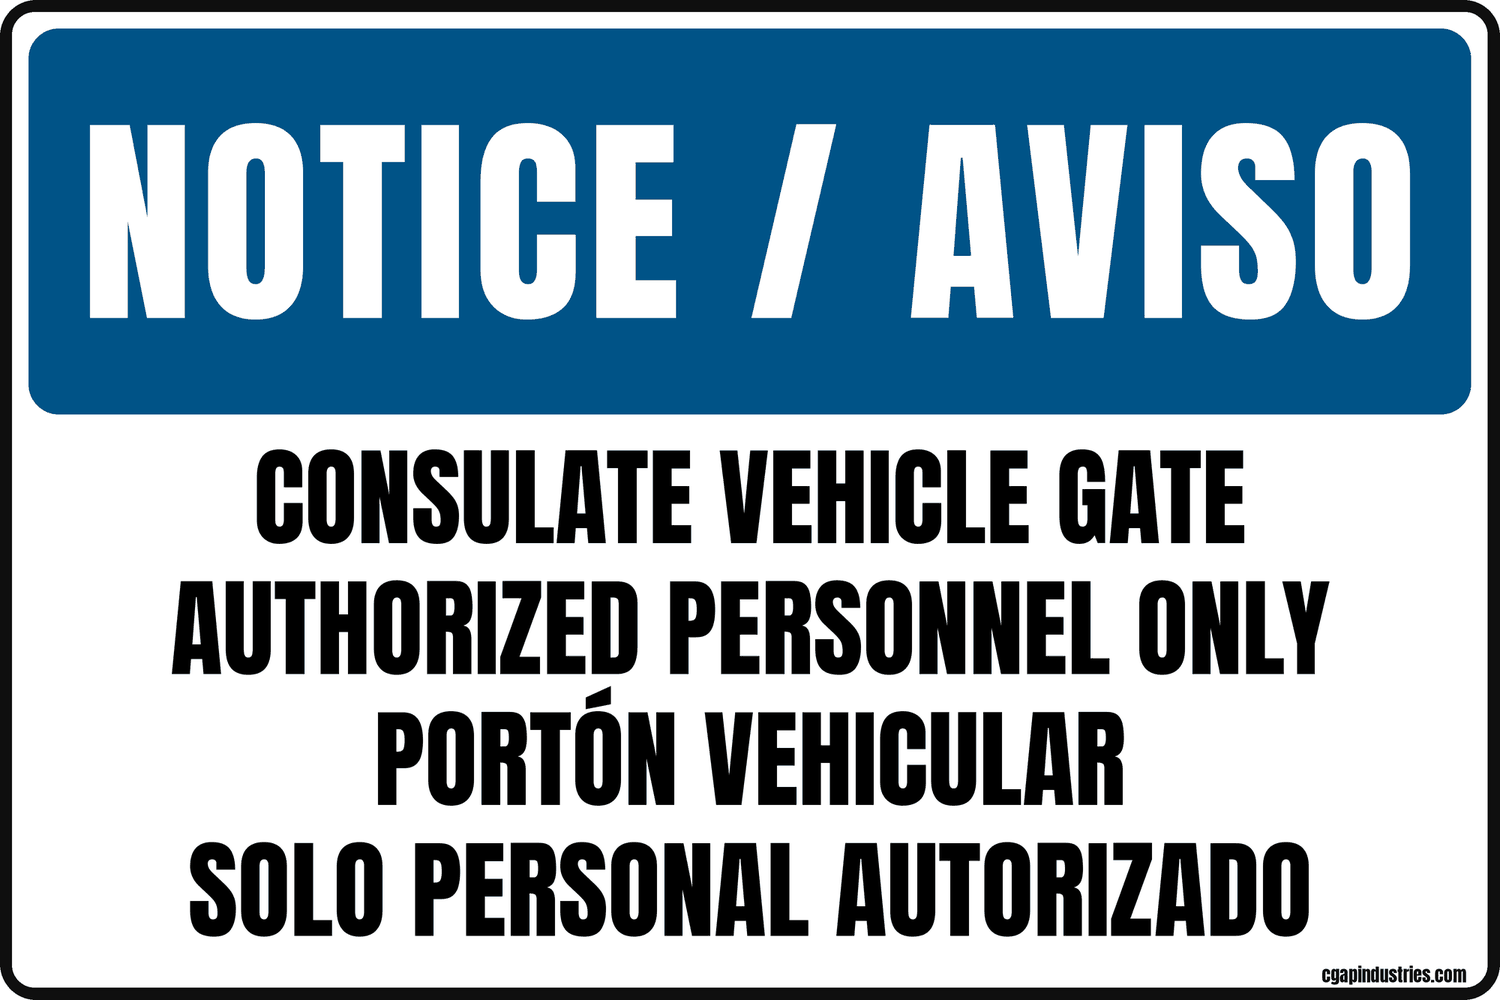 NOTICE / AVISO
CONSULATE VEHICLE GATE
AUTHORIZED PERSONNEL ONLY
PORTÓN VEHICULAR
SOLO PERSONAL AUTORIZADO
cgapindustries.com